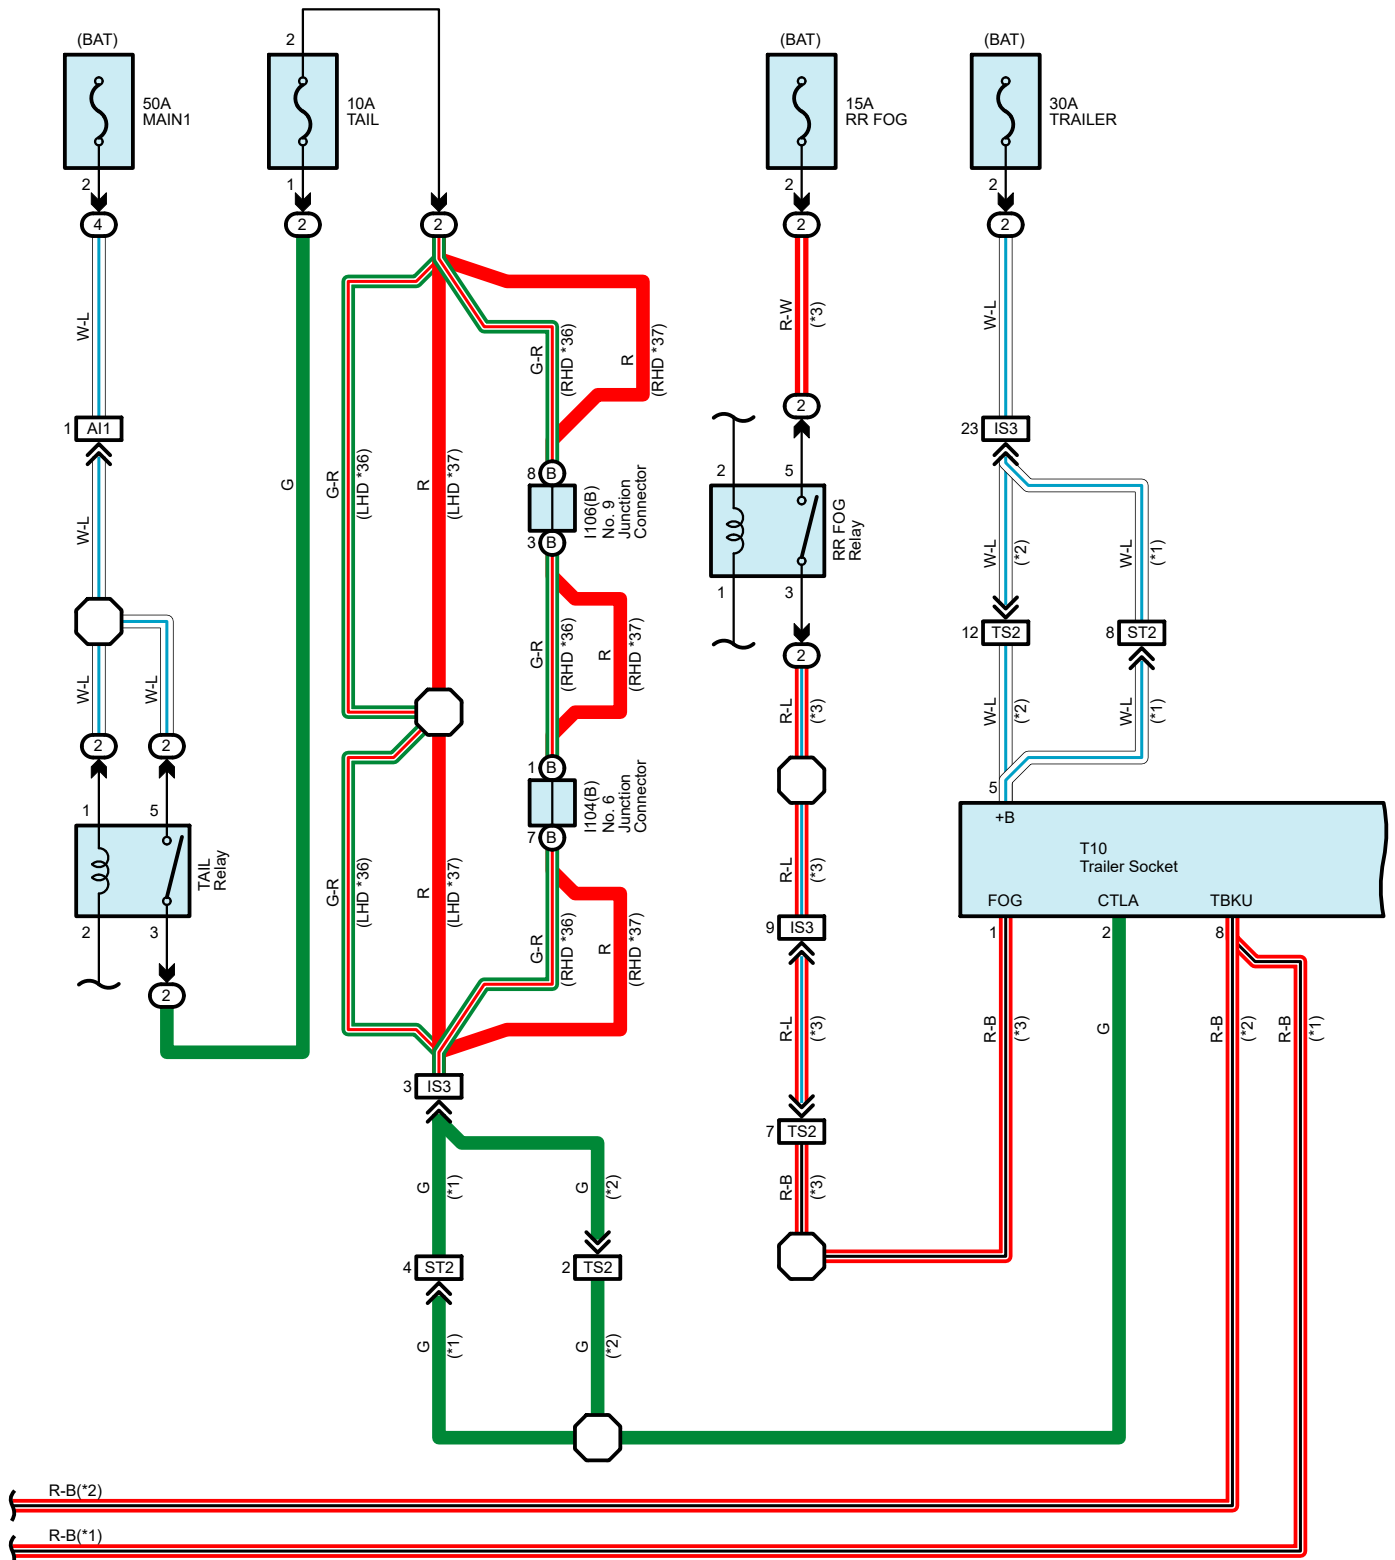 (BAT)
2
(BAT)
(BAT)
50A
MAIN1
10A
TAIL
15A
RR FOG
30A
TRAILER
2
1
2
2
4
2
2
2
2
W-L
G-R
(RHD *36)
R
(RHD *37)
R-W
(*3)
W-L
2
1 AI1
23 IS3
G
G-R
(LHD *36)
R
(LHD *37)
8 B
I106(B)
No. 9
Junction
Connector
3 B
2
5
RR FOG
Relay
1
3
W-L
W-L
(*2)
W-L
(*1)
12 TS2
8 ST2
2
W-L
W-L
G-R
(RHD *36)
R
(RHD *37)
R-L
(*3)
W-L
(*2)
W-L
(*1)
2
2
1 B
I104(B)
No. 6
Junction
Connector
7 B
5
+B
1
5
TAIL
Relay
2
3
T10
Trailer Socket
FOG
CTLA
TBKU
G-R
(LHD *36)
R
(LHD *37)
R-L
(*3)
9 IS3
1
2
8
G-R
(RHD *36)
R
(RHD *37)
2
R-L
(*3)
R-B
(*3)
G
R-B
(*2)
R-B
(*1)
3 IS3
7 TS2
G
(*1)
G
(*2)
R-B
(*3)
4 ST2
2 TS2
G
(*1)
G
(*2)
R-B(*2)
R-B(*1)